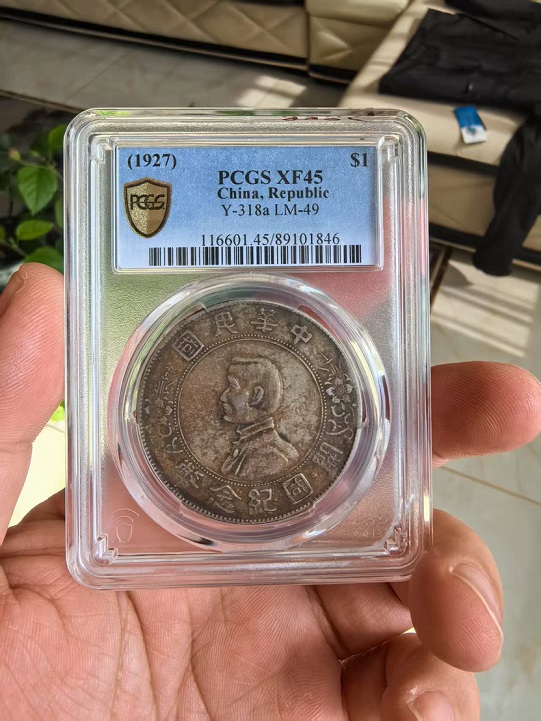 (1927)
$1
PCGS XF45
China, Republic
Y-318a LM-49
PCGS
116601.45/89101846
中華民國
開國紀念幣